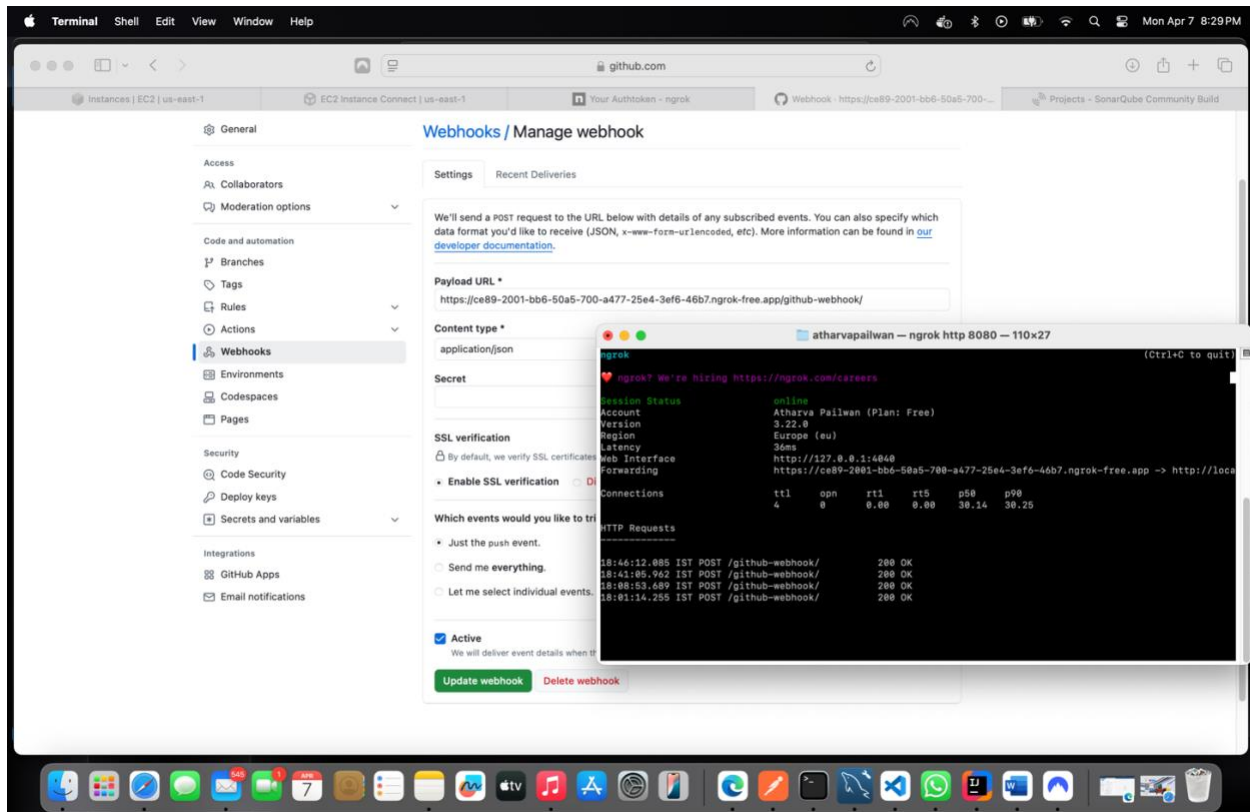 Terminal Shell Edit View Window Help
Mon Apr 7 8:29 PM
github.com
Instances | EC2 | us-east-1
EC2 Instance Connect | us-east-1
Your Authtoken - ngrok
Webhook · https://ce89-2001-bb6-50a5-700-...
Projects - SonarQube Community Build
General
Access
Collaborators
Moderation options
Code and automation
Branches
Tags
Rules
Actions
Webhooks
Environments
Codespaces
Pages
Security
Code Security
Deploy keys
Secrets and variables
Integrations
GitHub Apps
Email notifications
Webhooks / Manage webhook
Settings Recent Deliveries
We'll send a POST request to the URL below with details of any subscribed events. You can also specify which
data format you'd like to receive (JSON, x-www-form-urlencoded, etc). More information can be found in our
developer documentation.
Payload URL *
https://ce89-2001-bb6-50a5-700-a477-25e4-3ef6-46b7.ngrok-free.app/github-webhook/
Content type *
application/json
Secret
SSL verification
By default, we verify SSL certificates
Enable SSL verification Di
Which events would you like to tri
Just the push event.
Send me everything.
Let me select individual events.
Active
We will deliver event details when th
Update webhook Delete webhook
atharvapailwan — ngrok http 8080 — 110×27
ngrok (Ctrl+C to quit)
❤️ ngrok? We're hiring https://ngrok.com/careers
Session Status online
Account Atharva Pailwan (Plan: Free)
Version 3.22.0
Region Europe (eu)
Latency 36ms
Web Interface http://127.0.0.1:4040
Forwarding https://ce89-2001-bb6-50a5-700-a477-25e4-3ef6-46b7.ngrok-free.app -> http://loca
Connections ttl opn rt1 rt5 p50 p90
4 0 0.00 0.00 30.14 30.25
HTTP Requests
-------------
18:46:12.085 IST POST /github-webhook/ 200 OK
18:41:05.962 IST POST /github-webhook/ 200 OK
18:08:53.689 IST POST /github-webhook/ 200 OK
18:01:14.255 IST POST /github-webhook/ 200 OK
545
1
APR
7
tv